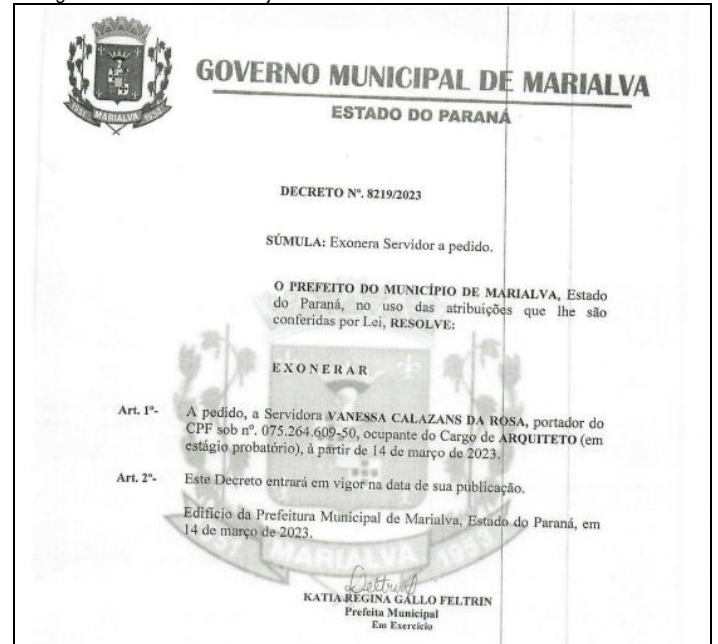 GOVERNO MUNICIPAL DE MARIALVA
ESTADO DO PARANÁ
1951 MARIALVA 1953
DECRETO Nº. 8219/2023
SÚMULA: Exonera Servidor a pedido.
O PREFEITO DO MUNICÍPIO DE MARIALVA, Estado
do Paraná, no uso das atribuições que lhe são
conferidas por Lei, RESOLVE:
E X O N E R A R
Art. 1º- A pedido, a Servidora VANESSA CALAZANS DA ROSA, portador do
CPF sob nº. 075.264.609-50, ocupante do Cargo de ARQUITETO (em
estágio probatório), à partir de 14 de março de 2023.
Art. 2º- Este Decreto entrará em vigor na data de sua publicação.
Edifício da Prefeitura Municipal de Marialva, Estado do Paraná, em
14 de março de 2023.
MARIALVA 1953
Deltrin
KATIA REGINA GALLO FELTRIN
Prefeita Municipal
Em Exercício